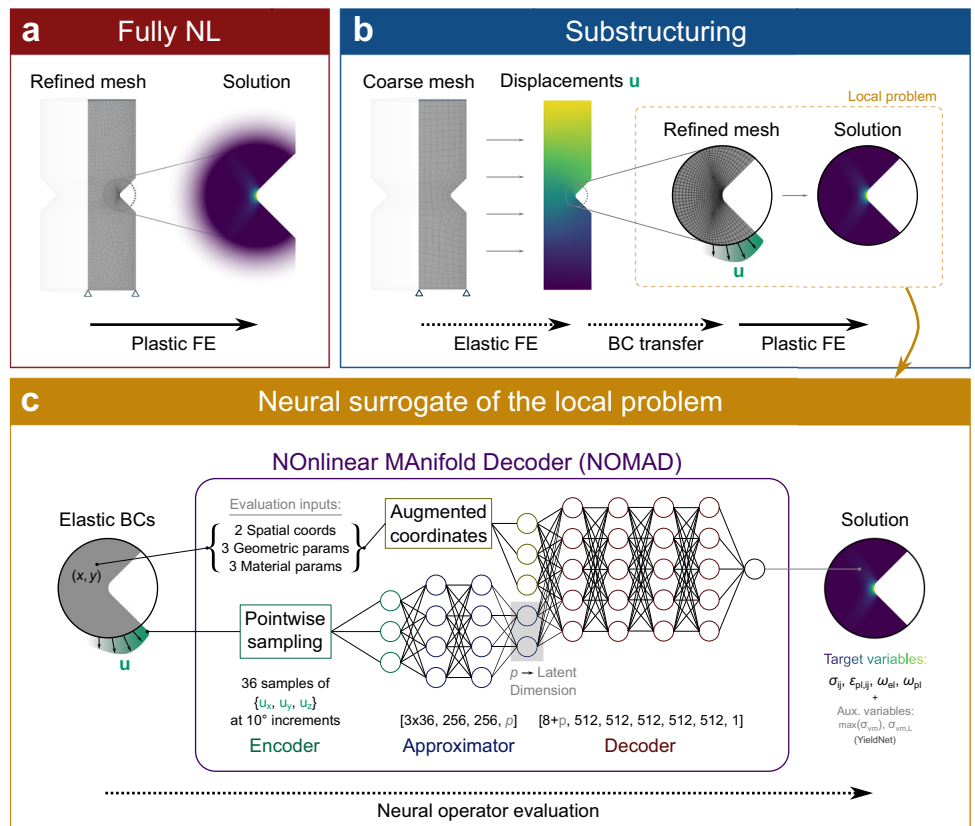 a Fully NL
Refined mesh Solution
Plastic FE
b Substructuring
Coarse mesh Displacements u
Local problem
Refined mesh Solution
u
Elastic FE BC transfer Plastic FE
c Neural surrogate of the local problem
NOnlinear MAnifold Decoder (NOMAD)
Elastic BCs
(x, y)
u
Evaluation inputs:
2 Spatial coords
3 Geometric params
3 Material params
Augmented
coordinates
Pointwise
sampling
36 samples of
{uₓ, uᵧ, u_z}
at 10° increments
Encoder
p → Latent
Dimension
[3x36, 256, 256, p]
Approximator
[8+p, 512, 512, 512, 512, 512, 1]
Decoder
Solution
Target variables:
σij, εpl,ij, ωel, ωpl
+
Aux. variables:
max(σvm), σvm,L
(YieldNet)
Neural operator evaluation